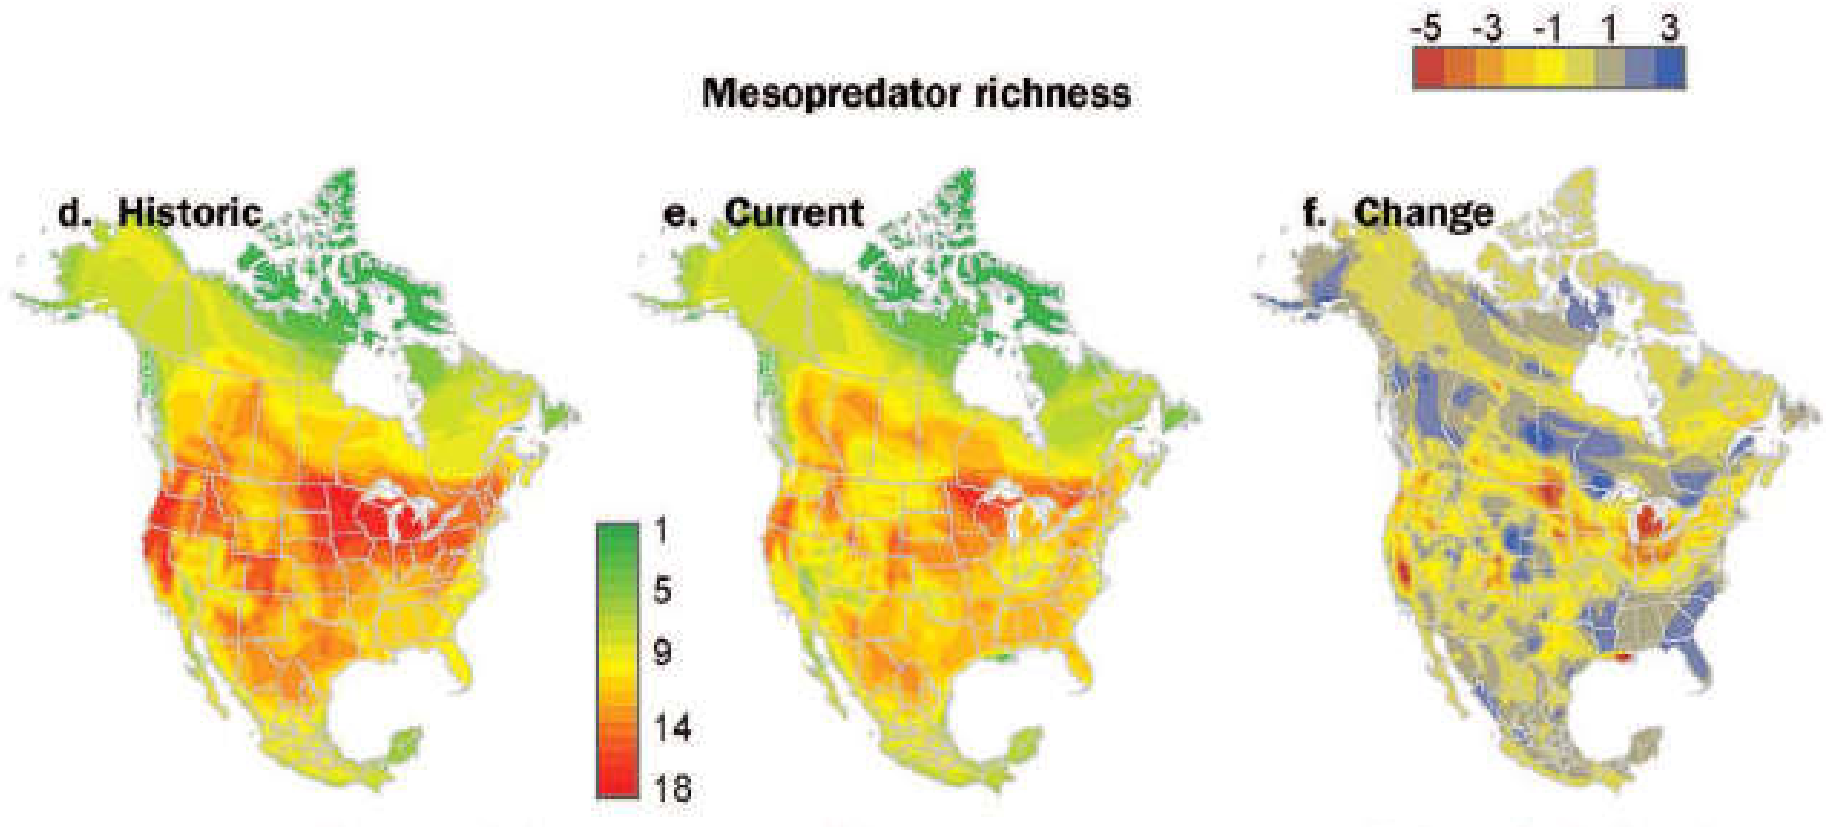 -5 -3 -1 1 3
Mesopredator richness
d. Historic
e. Current
f. Change
1
5
9
14
18